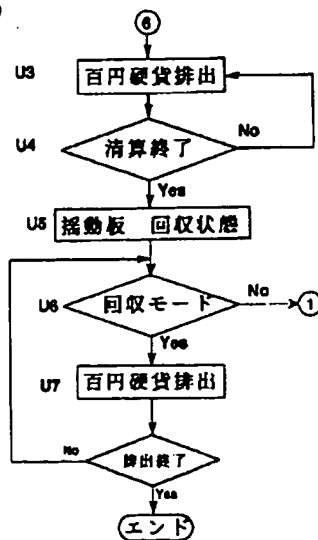 6
U3 百円硬貨排出
U4 清算終了 No
Yes
U5 揺動板 回収状態
U6 回収モード No 1
Yes
U7 百円硬貨排出
No 排出終了
Yes
エンド